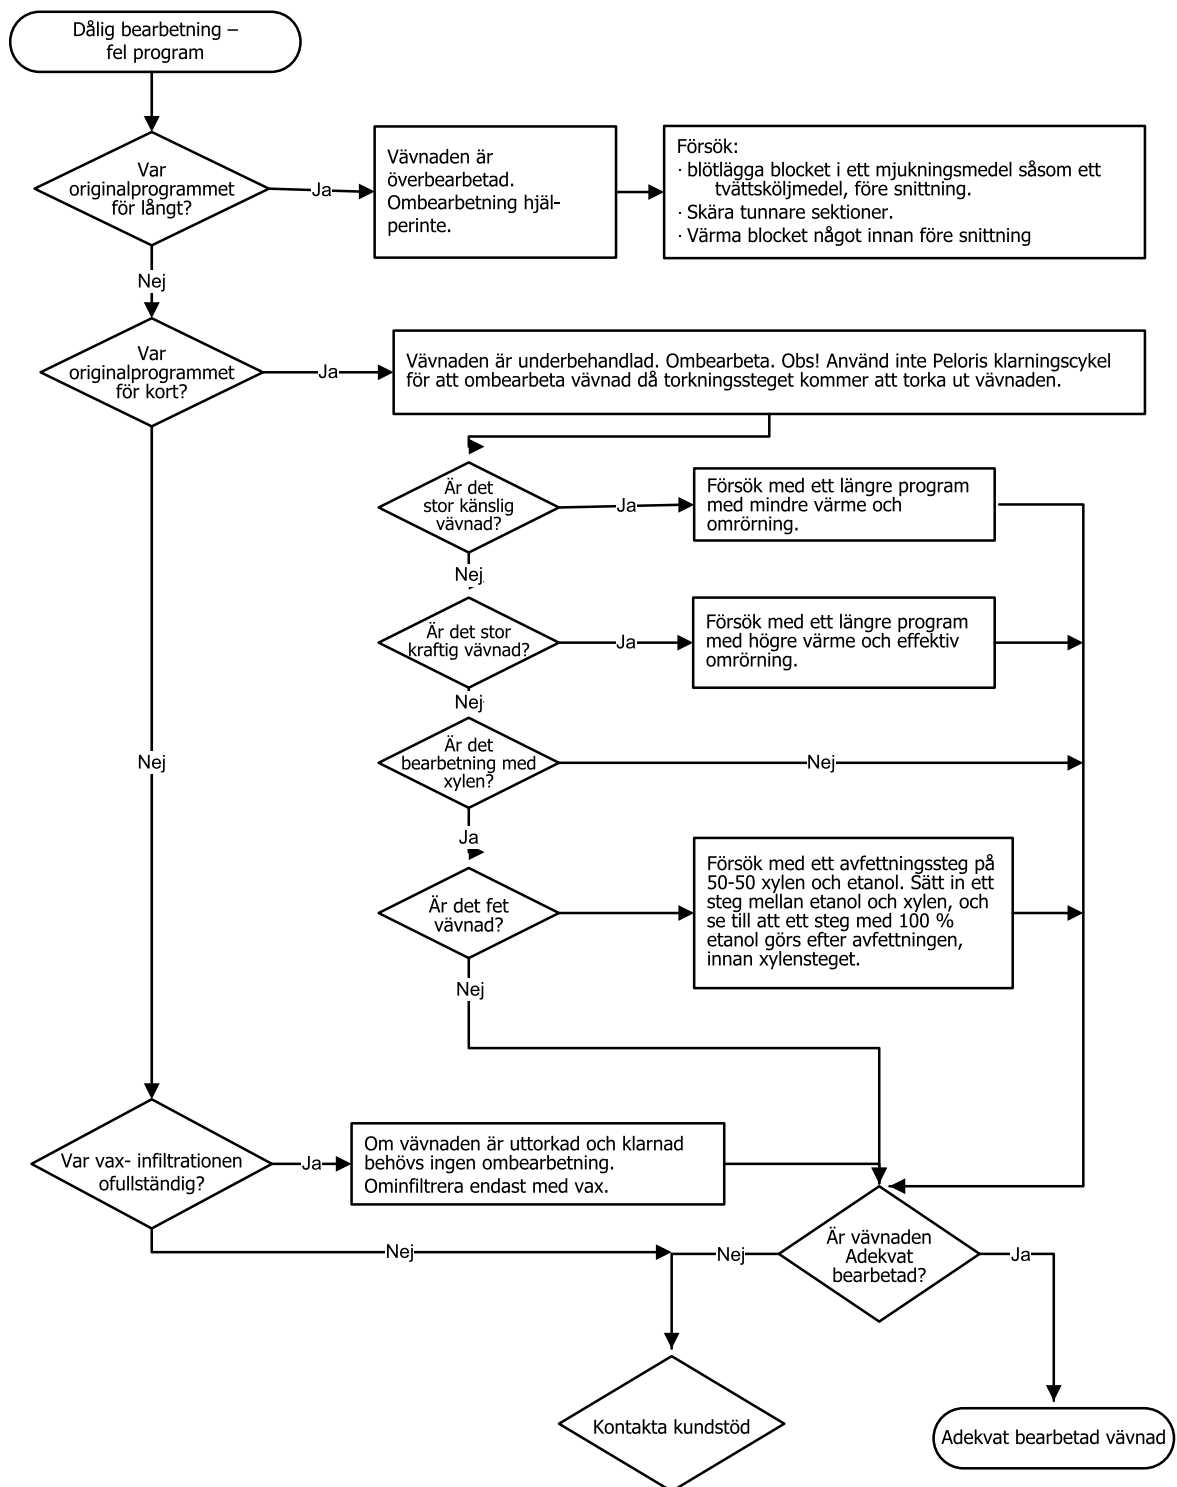 Dålig bearbetning –
fel program
Var
originalprogrammet
för långt?
Ja
Vävnaden är
överbearbetad.
Ombearbetning hjäl-
perinte.
Försök:
· blötlägga blocket i ett mjukningsmedel såsom ett
tvättsköljmedel, före snittning.
· Skära tunnare sektioner.
· Värma blocket något innan före snittning
Nej
Var
originalprogrammet
för kort?
Ja
Vävnaden är underbehandlad. Ombearbeta. Obs! Använd inte Peloris klarningscykel
för att ombearbeta vävnad då torkningssteget kommer att torka ut vävnaden.
Är det
stor känslig
vävnad?
Ja
Försök med ett längre program
med mindre värme och
omrörning.
Nej
Är det stor
kraftig vävnad?
Ja
Försök med ett längre program
med högre värme och effektiv
omrörning.
Nej
Är det
bearbetning med
xylen?
Nej
Nej
Ja
Är det fet
vävnad?
Försök med ett avfettningssteg på
50-50 xylen och etanol. Sätt in ett
steg mellan etanol och xylen, och
se till att ett steg med 100 %
etanol görs efter avfettningen,
innan xylensteget.
Nej
Var vax- infiltrationen
ofullständig?
Ja
Om vävnaden är uttorkad och klarnad
behövs ingen ombearbetning.
Ominfiltrera endast med vax.
Nej
Nej
Är vävnaden
Adekvat
bearbetad?
Ja
Kontakta kundstöd
Adekvat bearbetad vävnad